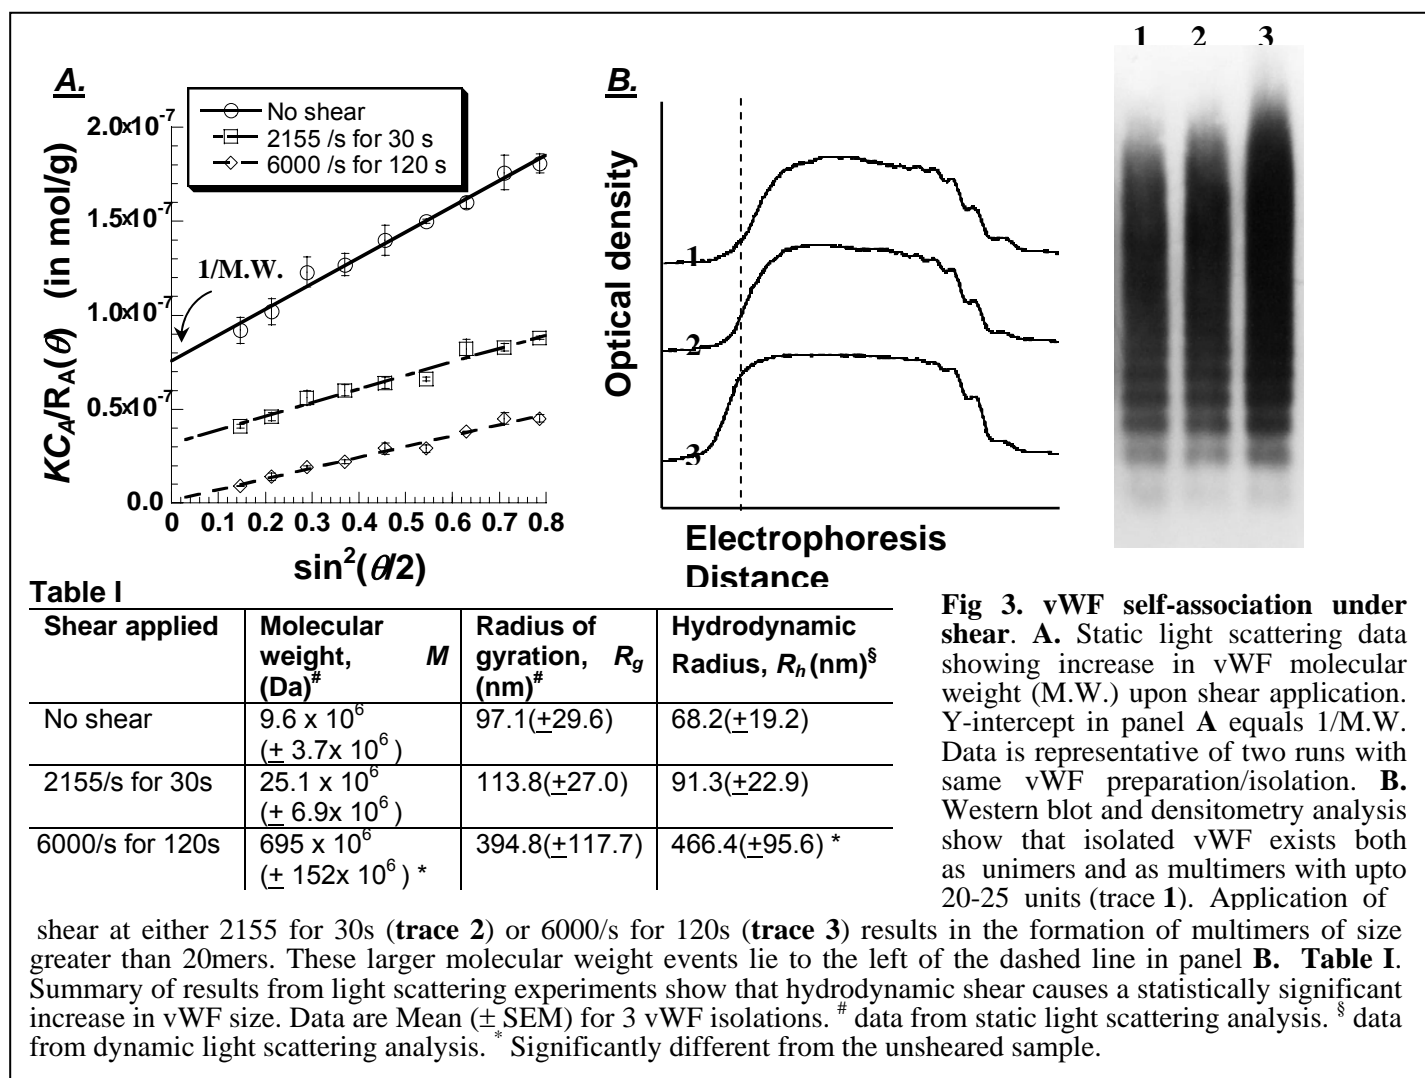 A.
No shear
2155 /s for 30 s
6000 /s for 120 s
2.0x10-7
1.5x10-7
1.0x10-7
0.5x10-7
0.0
KCA/RA(θ) (in mol/g)
1/M.W.
0 0.1 0.2 0.3 0.4 0.5 0.6 0.7 0.8
sin2(θ/2)
B.
Optical density
1
2
3
Electrophoresis
Distance
1 2 3
Table I
Shear applied | Molecular weight, M (Da)# | Radius of gyration, Rg (nm)# | Hydrodynamic Radius, Rh (nm)§
No shear | 9.6 x 10^6 (± 3.7x 10^6 ) | 97.1(±29.6) | 68.2(±19.2)
2155/s for 30s | 25.1 x 10^6 (± 6.9x 10^6 ) | 113.8(±27.0) | 91.3(±22.9)
6000/s for 120s | 695 x 10^6 (± 152x 10^6 ) * | 394.8(±117.7) | 466.4(±95.6) *
Fig 3. vWF self-association under
shear. A. Static light scattering data
showing increase in vWF molecular
weight (M.W.) upon shear application.
Y-intercept in panel A equals 1/M.W.
Data is representative of two runs with
same vWF preparation/isolation. B.
Western blot and densitometry analysis
show that isolated vWF exists both
as unimers and as multimers with upto
20-25 units (trace 1). Application of
shear at either 2155 for 30s (trace 2) or 6000/s for 120s (trace 3) results in the formation of multimers of size
greater than 20mers. These larger molecular weight events lie to the left of the dashed line in panel B. Table I.
Summary of results from light scattering experiments show that hydrodynamic shear causes a statistically significant
increase in vWF size. Data are Mean (± SEM) for 3 vWF isolations. # data from static light scattering analysis. § data
from dynamic light scattering analysis. * Significantly different from the unsheared sample.